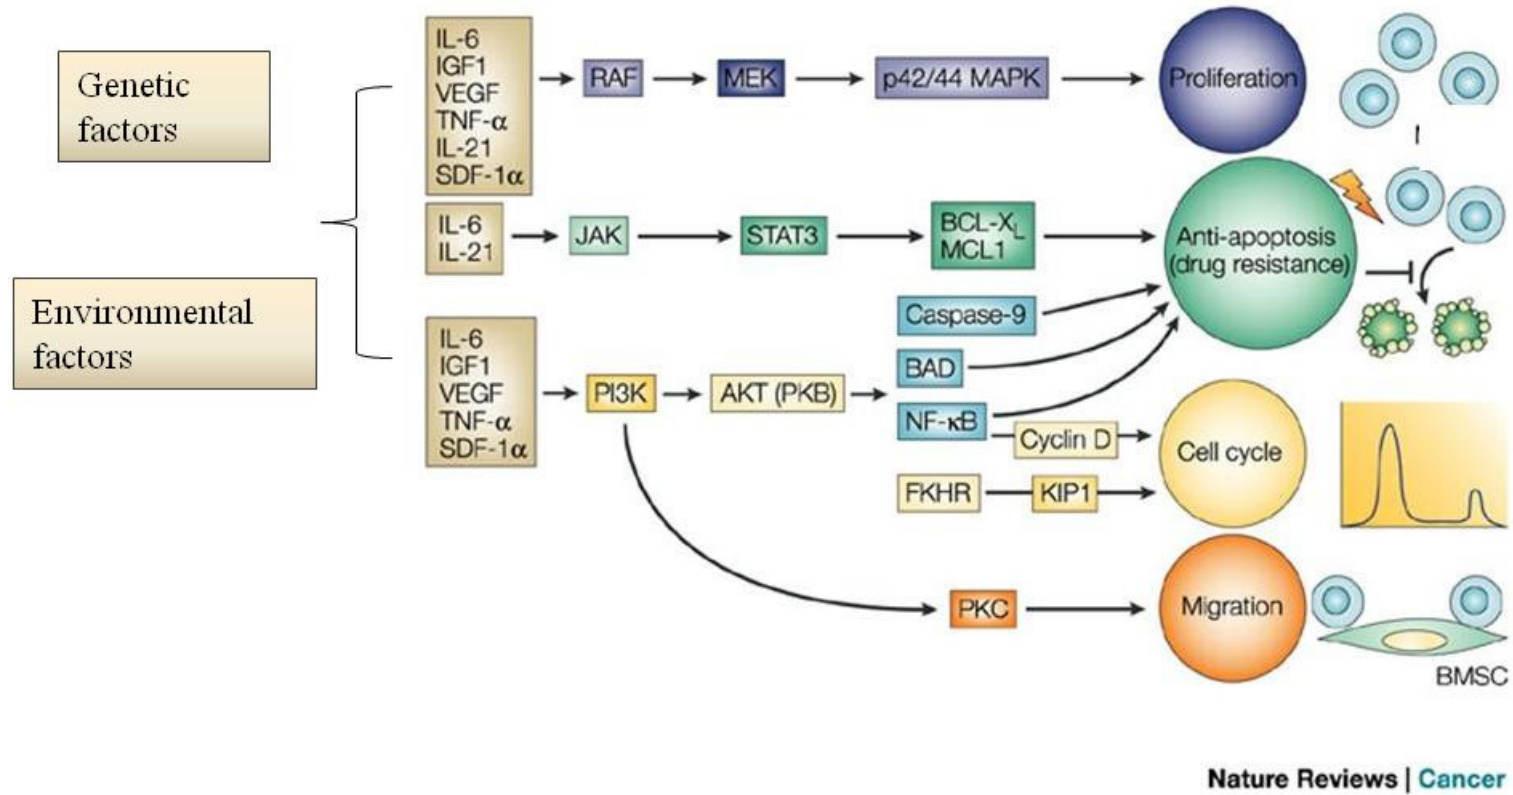 Genetic
factors
Environmental
factors
IL-6
IGF1
VEGF
TNF-α
IL-21
SDF-1α
RAF
MEK
p42/44 MAPK
Proliferation
IL-6
IL-21
JAK
STAT3
BCL-XL
MCL1
Anti-apoptosis
(drug resistance)
IL-6
IGF1
VEGF
TNF-α
SDF-1α
PI3K
AKT (PKB)
Caspase-9
BAD
NF-κB
Cyclin D
FKHR
KIP1
Cell cycle
PKC
Migration
BMSC
Nature Reviews | Cancer